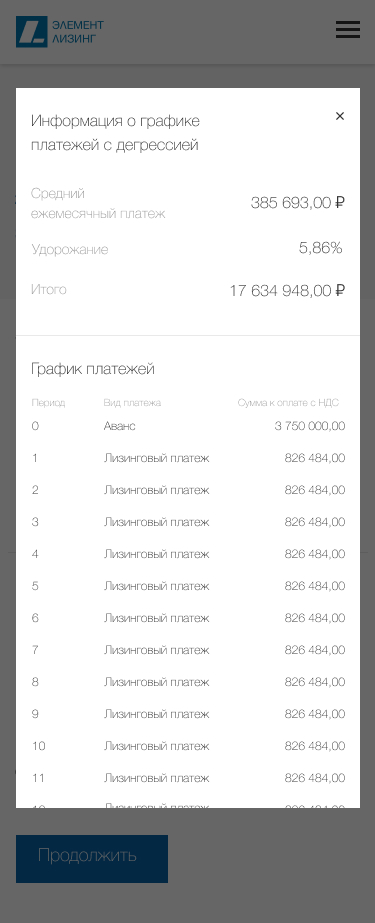 ЭЛЕМЕНТ
ЛИЗИНГ
Информация о графике
платежей с дегрессией
×
Средний
ежемесячный платеж
385 693,00 ₽
Удорожание
5,86%
Итого
17 634 948,00 ₽
График платежей
Период Вид платежа Сумма к оплате с НДС
0 Аванс 3 750 000,00
1 Лизинговый платеж 826 484,00
2 Лизинговый платеж 826 484,00
3 Лизинговый платеж 826 484,00
4 Лизинговый платеж 826 484,00
5 Лизинговый платеж 826 484,00
6 Лизинговый платеж 826 484,00
7 Лизинговый платеж 826 484,00
8 Лизинговый платеж 826 484,00
9 Лизинговый платеж 826 484,00
10 Лизинговый платеж 826 484,00
11 Лизинговый платеж 826 484,00
Лизинговый платеж
Продолжить